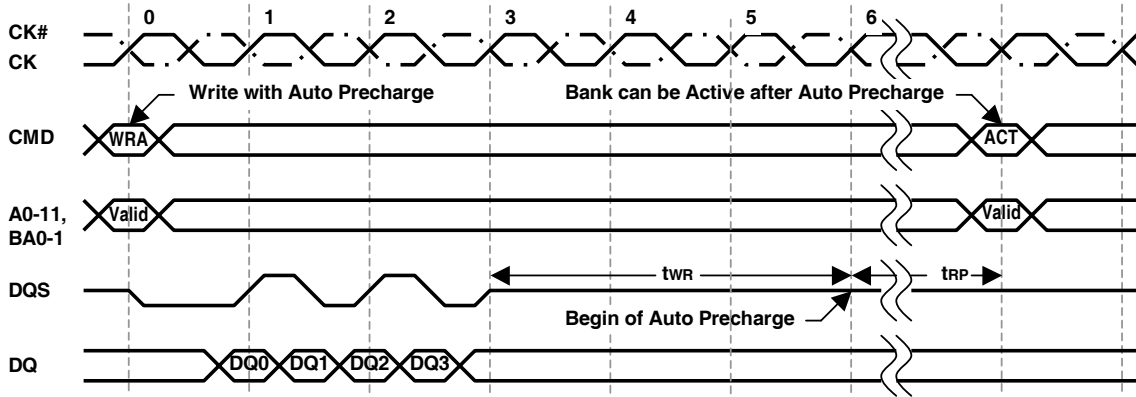 0 1 2 3 4 5 6
CK#
CK
Write with Auto Precharge
Bank can be Active after Auto Precharge
CMD
WRA
ACT
A0-11,
BA0-1
Valid
Valid
tWR
tRP
DQS
Begin of Auto Precharge
DQ
DQ0 DQ1 DQ2 DQ3